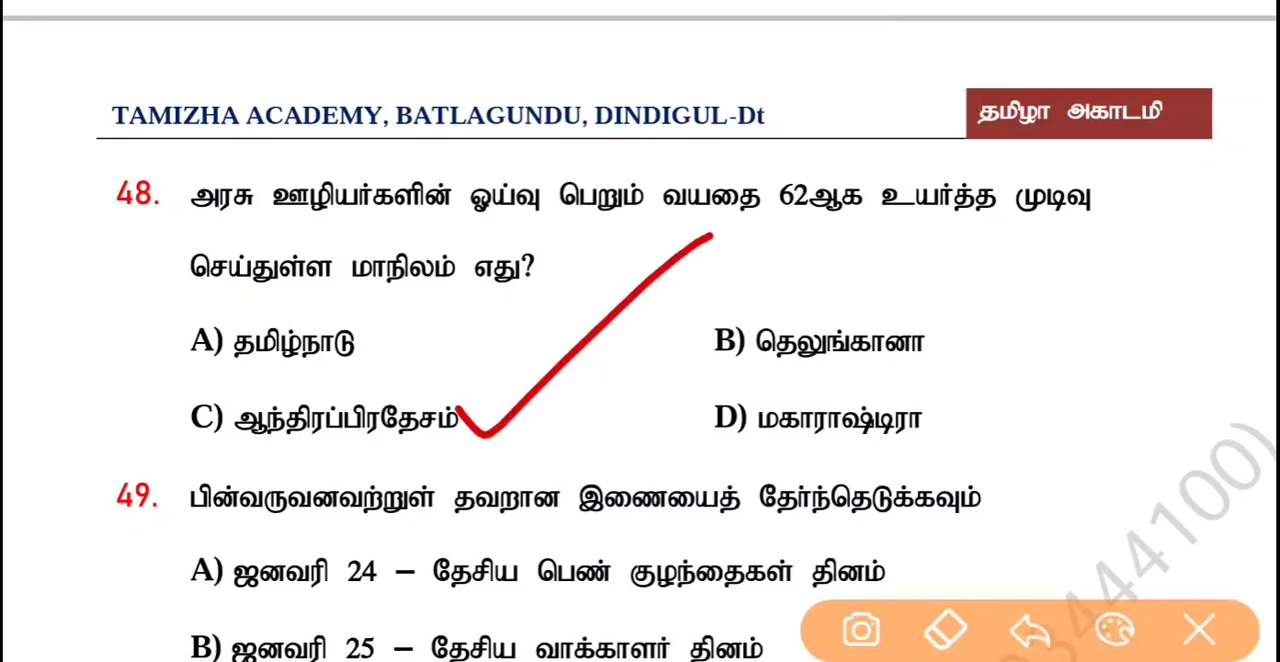 TAMIZHA ACADEMY, BATLAGUNDU, DINDIGUL-Dt
தமிழா அகாடமி
48. அரசு ஊழியர்களின் ஓய்வு பெறும் வயதை 62ஆக உயர்த்த முடிவு
செய்துள்ள மாநிலம் எது?
A) தமிழ்நாடு B) தெலுங்கானா
C) ஆந்திரப்பிரதேசம் D) மகாராஷ்டிரா
49. பின்வருவனவற்றுள் தவறான இணையைத் தேர்ந்தெடுக்கவும்
A) ஜனவரி 24 – தேசிய பெண் குழந்தைகள் தினம்
B) ஜனவரி 25 – தேசிய வாக்காளர் தினம்